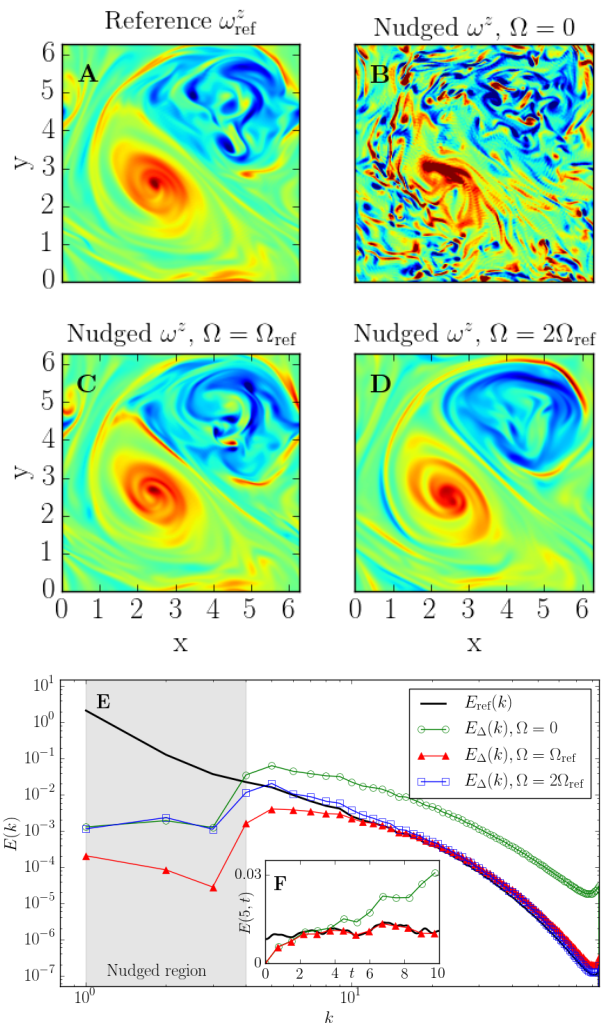 Reference ω^z_ref
Nudged ω^z, Ω = 0
A
B
y
6
5
4
3
2
1
0
y
Nudged ω^z, Ω = Ω_ref
Nudged ω^z, Ω = 2Ω_ref
C
D
y
6
5
4
3
2
1
0
0 1 2 3 4 5 6
0 1 2 3 4 5 6
x
x
E
10^1
10^0
10^-1
10^-2
10^-3
10^-4
10^-5
10^-6
10^-7
E(k)
E_ref(k)
E_Δ(k), Ω = 0
E_Δ(k), Ω = Ω_ref
E_Δ(k), Ω = 2Ω_ref
F
0.03
0
E(5, t)
0 2 4 t 6 8 10
Nudged region
10^0
10^1
k